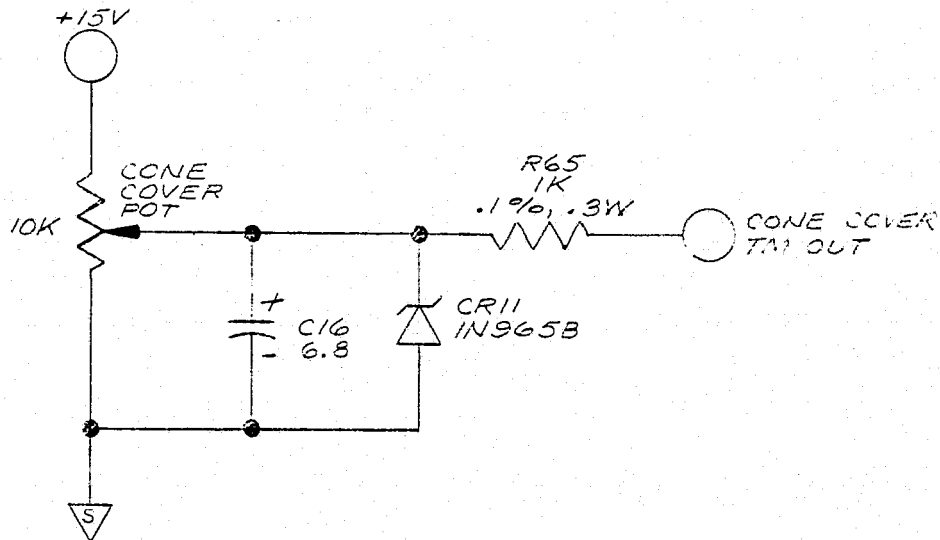 +15V
CONE
COVER
POT
10K
R65
1K
.1%, .3W
CONE COVER
TM OUT
+
C16
6.8
-
CR11
1N965B
S